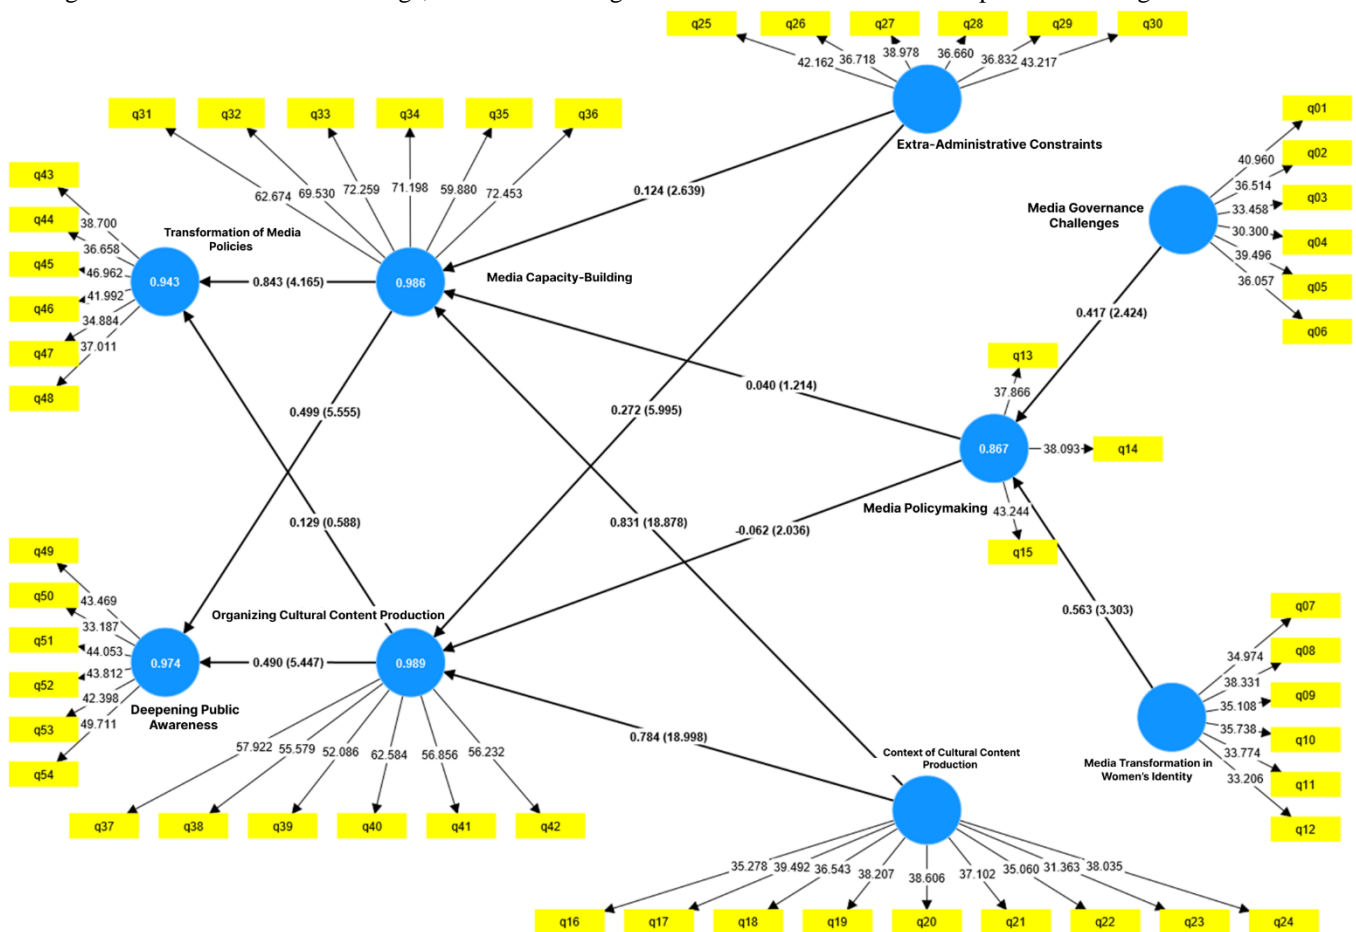 q25 q26 q27 q28 q29 q30
42.162 36.718 38.978 36.660 36.832 43.217
Extra-Administrative Constraints
q31 q32 q33 q34 q35 q36
62.674 69.530 72.259 71.198 59.880 72.453
q01
q02
q03
q04
q05
q06
40.960
36.514
33.458
30.300
39.496
36.057
Media Governance
Challenges
q43
q44
q45
q46
q47
q48
38.700
36.658
46.962
41.992
34.884
37.011
Transformation of Media
Policies
0.943
0.843 (4.165)
0.986
Media Capacity-Building
0.124 (2.639)
0.417 (2.424)
0.040 (1.214)
0.272 (5.995)
0.499 (5.555)
q13
37.866
0.867
38.093
q14
Media Policymaking
43.244
q15
0.129 (0.588)
0.831 (18.878)
-0.062 (2.036)
0.563 (3.303)
q49
q50
q51
q52
q53
q54
43.469
33.187
44.053
43.812
42.398
49.711
Organizing Cultural Content Production
0.974
0.490 (5.447)
0.989
Deepening Public
Awareness
0.784 (18.998)
q07
q08
q09
q10
q11
q12
34.974
38.331
35.108
35.738
33.774
33.206
Media Transformation in
Women's Identity
57.922 55.579 52.086 62.584 56.856 56.232
q37 q38 q39 q40 q41 q42
Context of Cultural Content
Production
35.278 39.492 36.543 38.207 38.606 37.102 35.060 31.363 38.035
q16 q17 q18 q19 q20 q21 q22 q23 q24